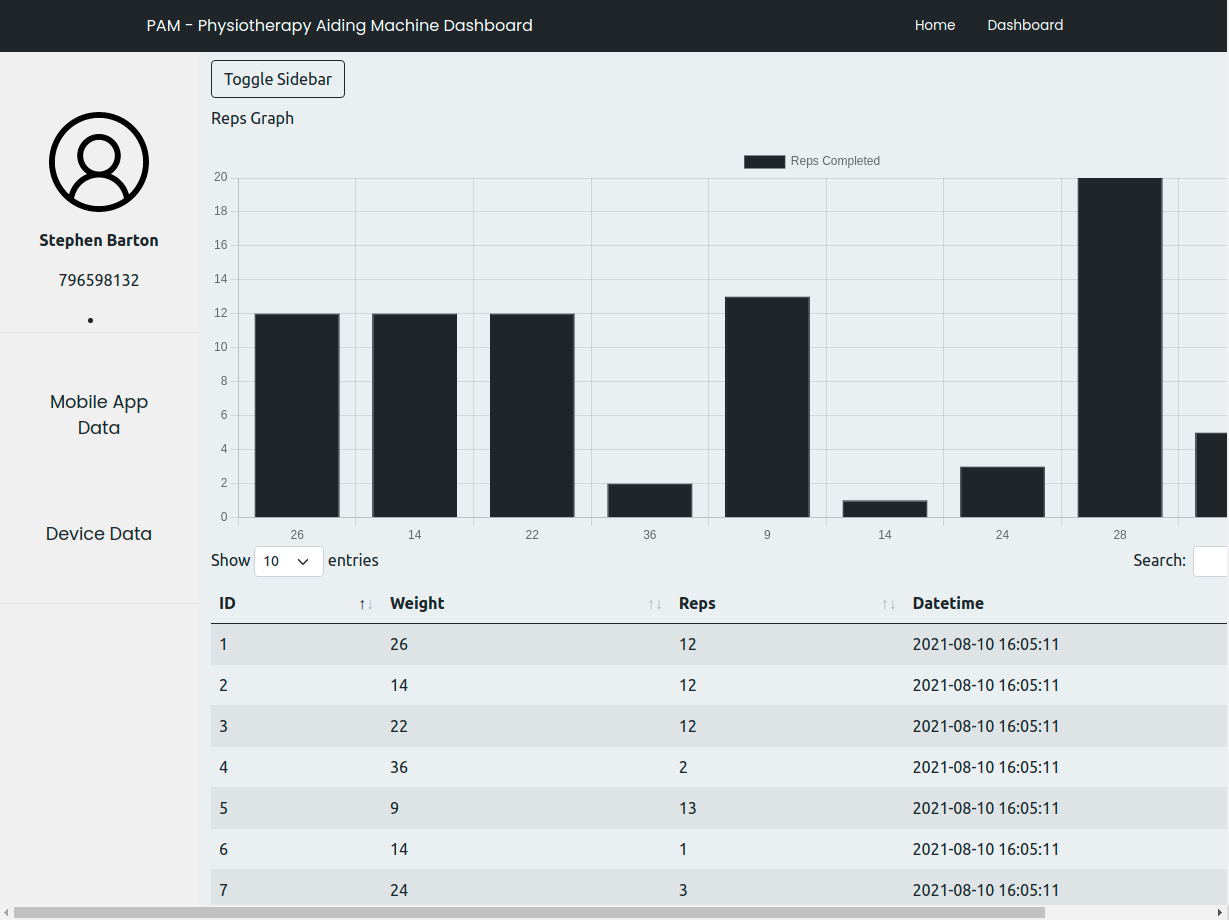 PAM - Physiotherapy Aiding Machine Dashboard Home Dashboard
Toggle Sidebar
Reps Graph
Stephen Barton
796598132
Mobile App
Data
Device Data
Reps Completed
20
18
16
14
12
10
8
6
4
2
0
26 14 22 36 9 14 24 28
Show 10 entries Search:
ID Weight Reps Datetime
1 26 12 2021-08-10 16:05:11
2 14 12 2021-08-10 16:05:11
3 22 12 2021-08-10 16:05:11
4 36 2 2021-08-10 16:05:11
5 9 13 2021-08-10 16:05:11
6 14 1 2021-08-10 16:05:11
7 24 3 2021-08-10 16:05:11